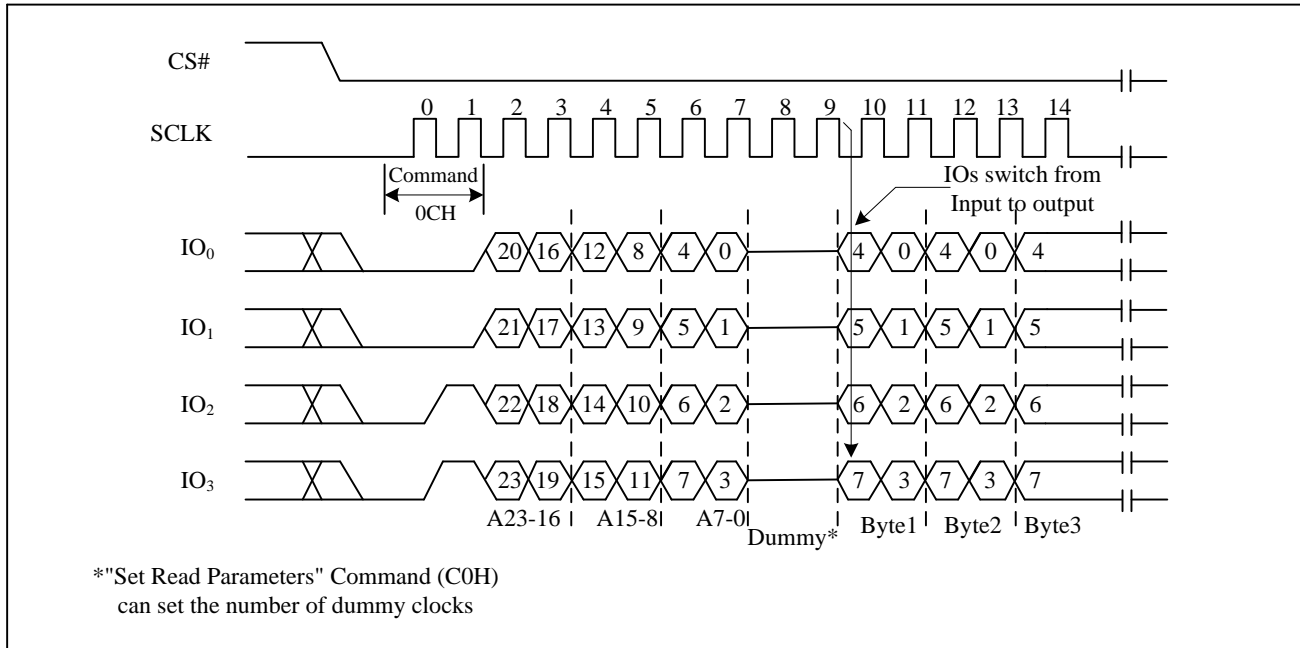 CS#
0 1 2 3 4 5 6 7 8 9 10 11 12 13 14
SCLK
Command
0CH
IOs switch from
Input to output
IO0 20 16 12 8 4 0 4 0 4 0 4
IO1 21 17 13 9 5 1 5 1 5 1 5
IO2 22 18 14 10 6 2 6 2 6 2 6
IO3 23 19 15 11 7 3 7 3 7 3 7
A23-16 A15-8 A7-0 Dummy* Byte1 Byte2 Byte3
*"Set Read Parameters" Command (C0H)
can set the number of dummy clocks